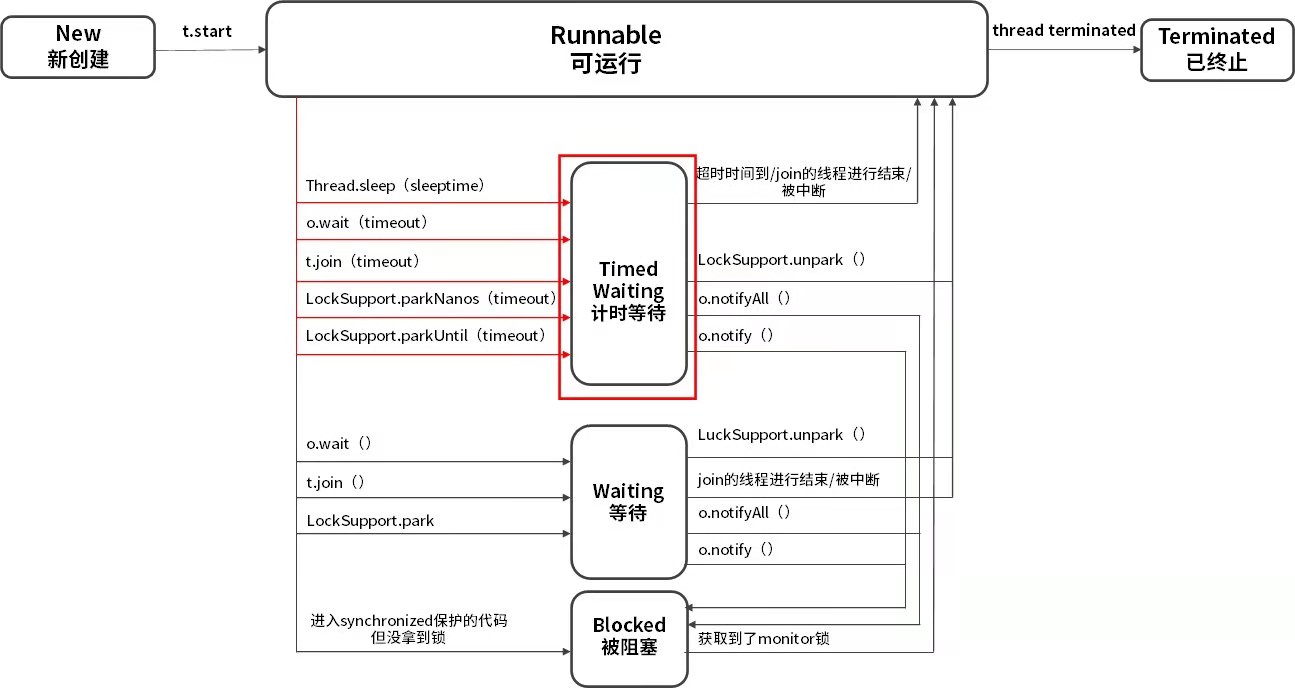 New
新创建
t.start
Runnable
可运行
thread terminated
Terminated
已终止
Thread.sleep（sleeptime）
o.wait（timeout）
t.join（timeout）
LockSupport.parkNanos（timeout）
LockSupport.parkUntil（timeout）
Timed
Waiting
计时等待
超时时间到/join的线程进行结束/
被中断
LockSupport.unpark（）
o.notifyAll（）
o.notify（）
o.wait（）
t.join（）
LockSupport.park
Waiting
等待
LuckSupport.unpark（）
join的线程进行结束/被中断
o.notifyAll（）
o.notify（）
进入synchronized保护的代码
但没拿到锁
Blocked
被阻塞
获取到了monitor锁